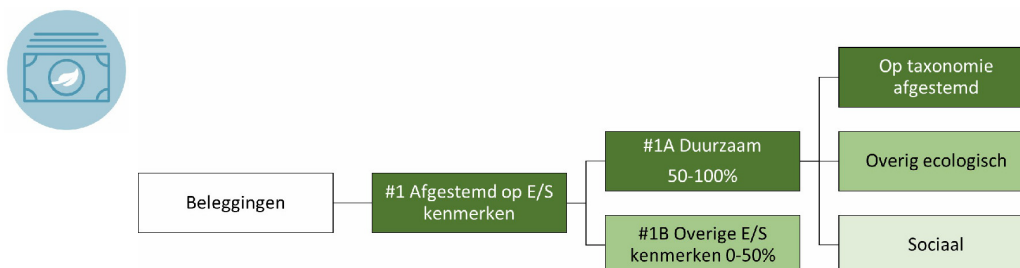 Beleggingen
#1 Afgestemd op E/S
kenmerken
#1A Duurzaam
50-100%
#1B Overige E/S
kenmerken 0-50%
Op taxonomie
afgestemd
Overig ecologisch
Sociaal